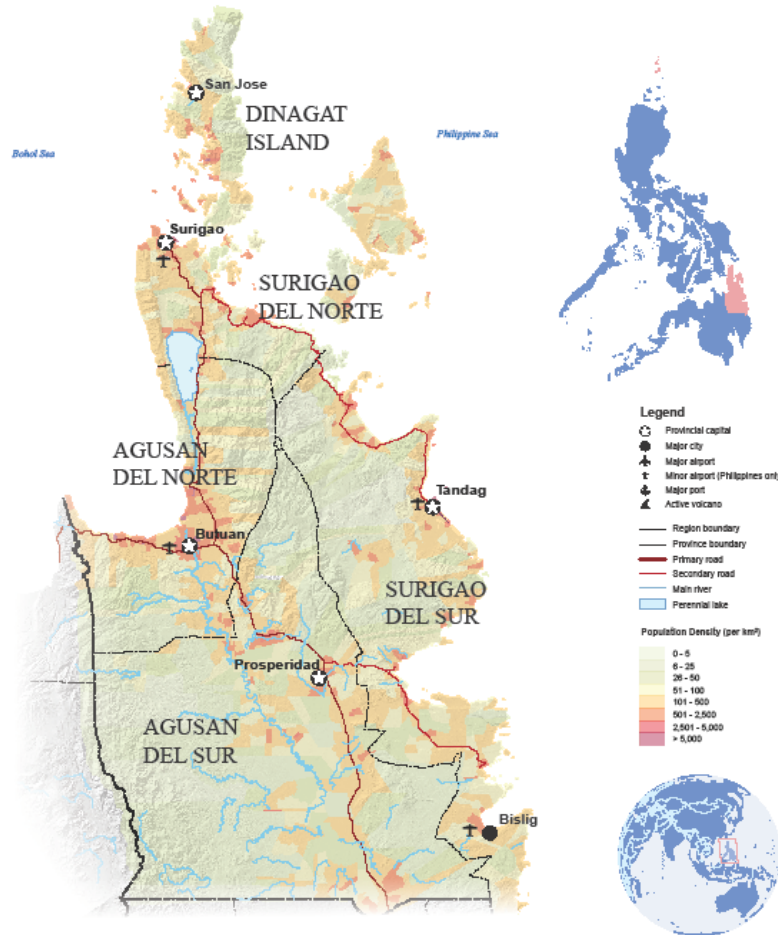 San Jose
DINAGAT
ISLAND
Bohol Sea
Philippine Sea
Surigao
SURIGAO
DEL NORTE
AGUSAN
DEL NORTE
Tandag
Butuan
SURIGAO
DEL SUR
Prosperidad
AGUSAN
DEL SUR
Bislig
Legend
Provincial capital
Major city
Major airport
Minor airport (Philippines onl
Major port
Active volcano
Region boundary
Province boundary
Primary road
Secondary road
Main river
Perennial lake
Population Density (per km²)
0 - 5
6 - 25
26 - 50
51 - 100
101 - 500
501 - 2,500
2,501 - 5,000
> 5,000